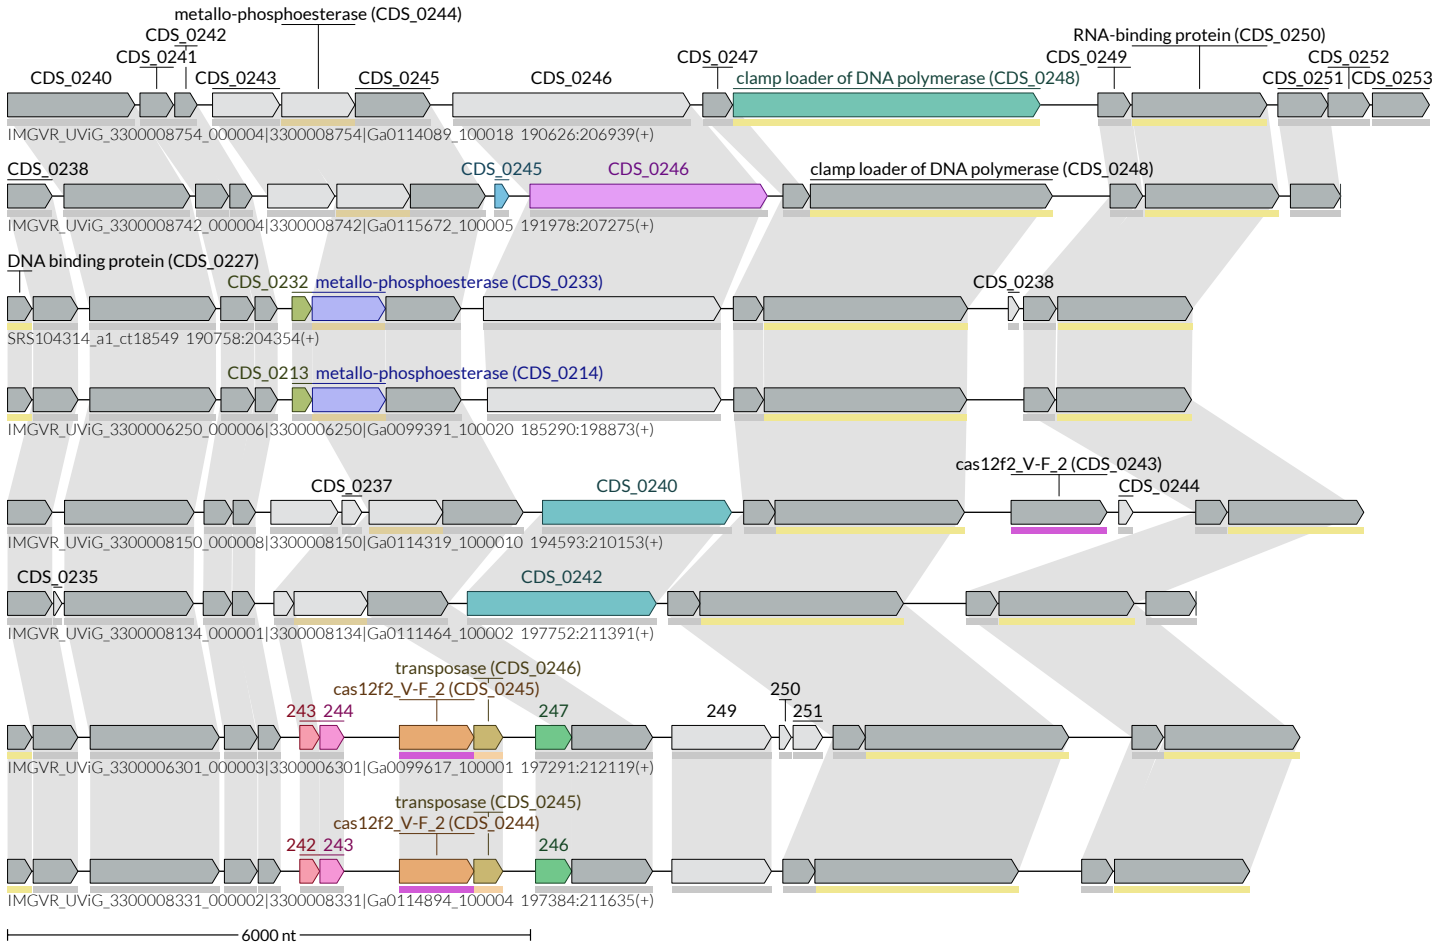 metallo-phosphoesterase (CDS_0244)
CDS_0242 RNA-binding protein (CDS_0250)
CDS_0241 CDS_0247 CDS_0249 CDS_0252
CDS_0240 CDS_0243 CDS_0245 CDS_0246 clamp loader of DNA polymerase (CDS_0248) CDS_0251 CDS_0253
IMGVR_UViG_3300008754_000004|3300008754|Ga0114089_100018 190626:206939(+)
CDS_0238 CDS_0245 CDS_0246 clamp loader of DNA polymerase (CDS_0248)
IMGVR_UViG_3300008742_000004|3300008742|Ga0115672_100005 191978:207275(+)
DNA binding protein (CDS_0227)
CDS_0232 metallo-phosphoesterase (CDS_0233) CDS_0238
SRS104314_a1_ct18549 190758:204354(+)
CDS_0213 metallo-phosphoesterase (CDS_0214)
IMGVR_UViG_3300006250_000006|3300006250|Ga0099391_100020 185290:198873(+)
cas12f2_V-F_2 (CDS_0243)
CDS_0237 CDS_0240 CDS_0244
IMGVR_UViG_3300008150_000008|3300008150|Ga0114319_1000010 194593:210153(+)
CDS_0235 CDS_0242
IMGVR_UViG_3300008134_000001|3300008134|Ga0111464_100002 197752:211391(+)
transposase (CDS_0246)
cas12f2_V-F_2 (CDS_0245) 250
243 244 247 249 251
IMGVR_UViG_3300006301_000003|3300006301|Ga0099617_100001 197291:212119(+)
transposase (CDS_0245)
cas12f2_V-F_2 (CDS_0244)
242 243 246
IMGVR_UViG_3300008331_000002|3300008331|Ga0114894_100004 197384:211635(+)
6000 nt